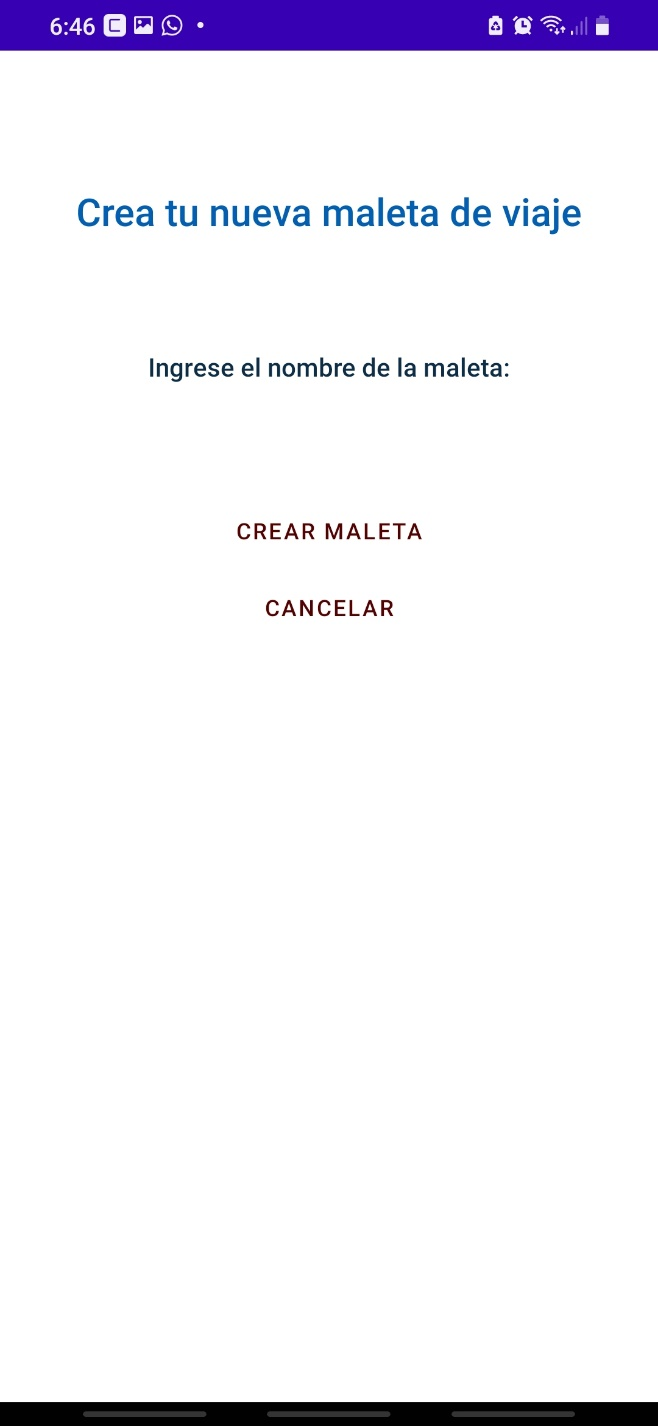 6:46
Crea tu nueva maleta de viaje
Ingrese el nombre de la maleta:
CREAR MALETA
CANCELAR